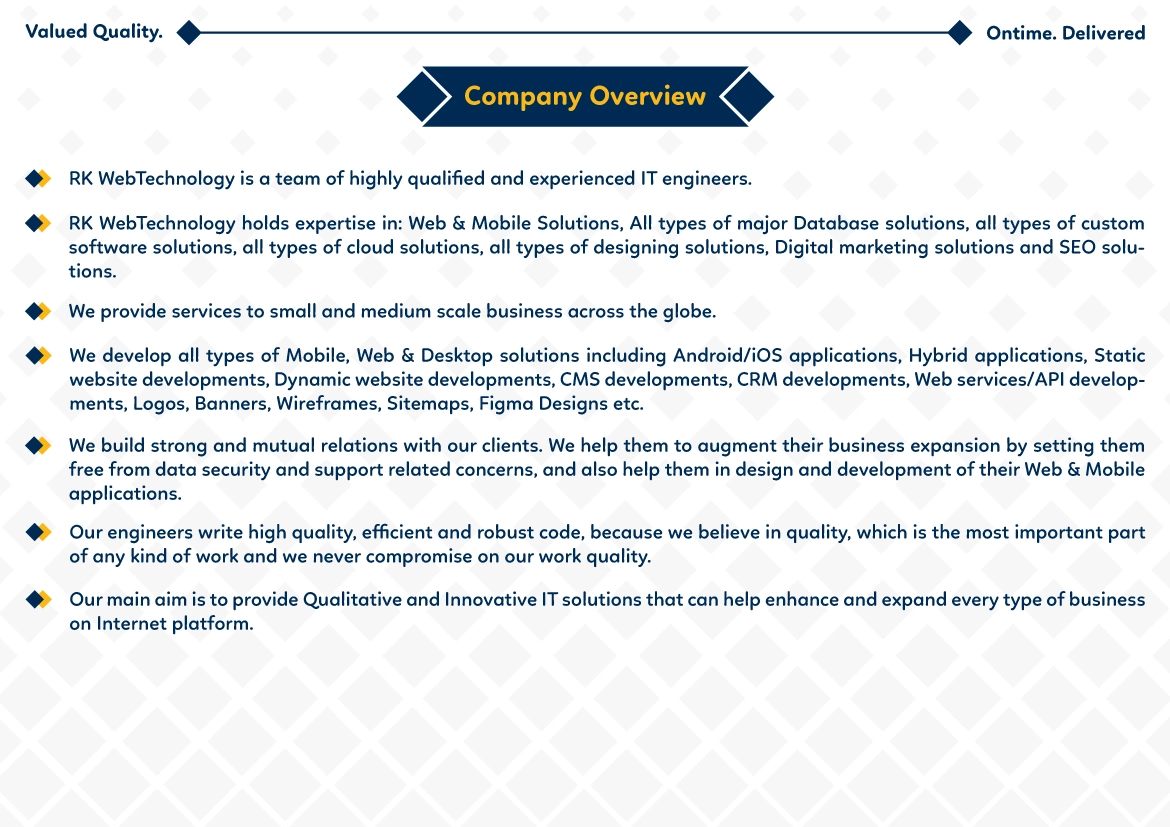 Valued Quality.
Ontime. Delivered
Company Overview
RK WebTechnology is a team of highly qualified and experienced IT engineers.
RK WebTechnology holds expertise in: Web & Mobile Solutions, All types of major Database solutions, all types of custom
software solutions, all types of cloud solutions, all types of designing solutions, Digital marketing solutions and SEO solu-
tions.
We provide services to small and medium scale business across the globe.
We develop all types of Mobile, Web & Desktop solutions including Android/iOS applications, Hybrid applications, Static
website developments, Dynamic website developments, CMS developments, CRM developments, Web services/API develop-
ments, Logos, Banners, Wireframes, Sitemaps, Figma Designs etc.
We build strong and mutual relations with our clients. We help them to augment their business expansion by setting them
free from data security and support related concerns, and also help them in design and development of their Web & Mobile
applications.
Our engineers write high quality, efficient and robust code, because we believe in quality, which is the most important part
of any kind of work and we never compromise on our work quality.
Our main aim is to provide Qualitative and Innovative IT solutions that can help enhance and expand every type of business
on Internet platform.